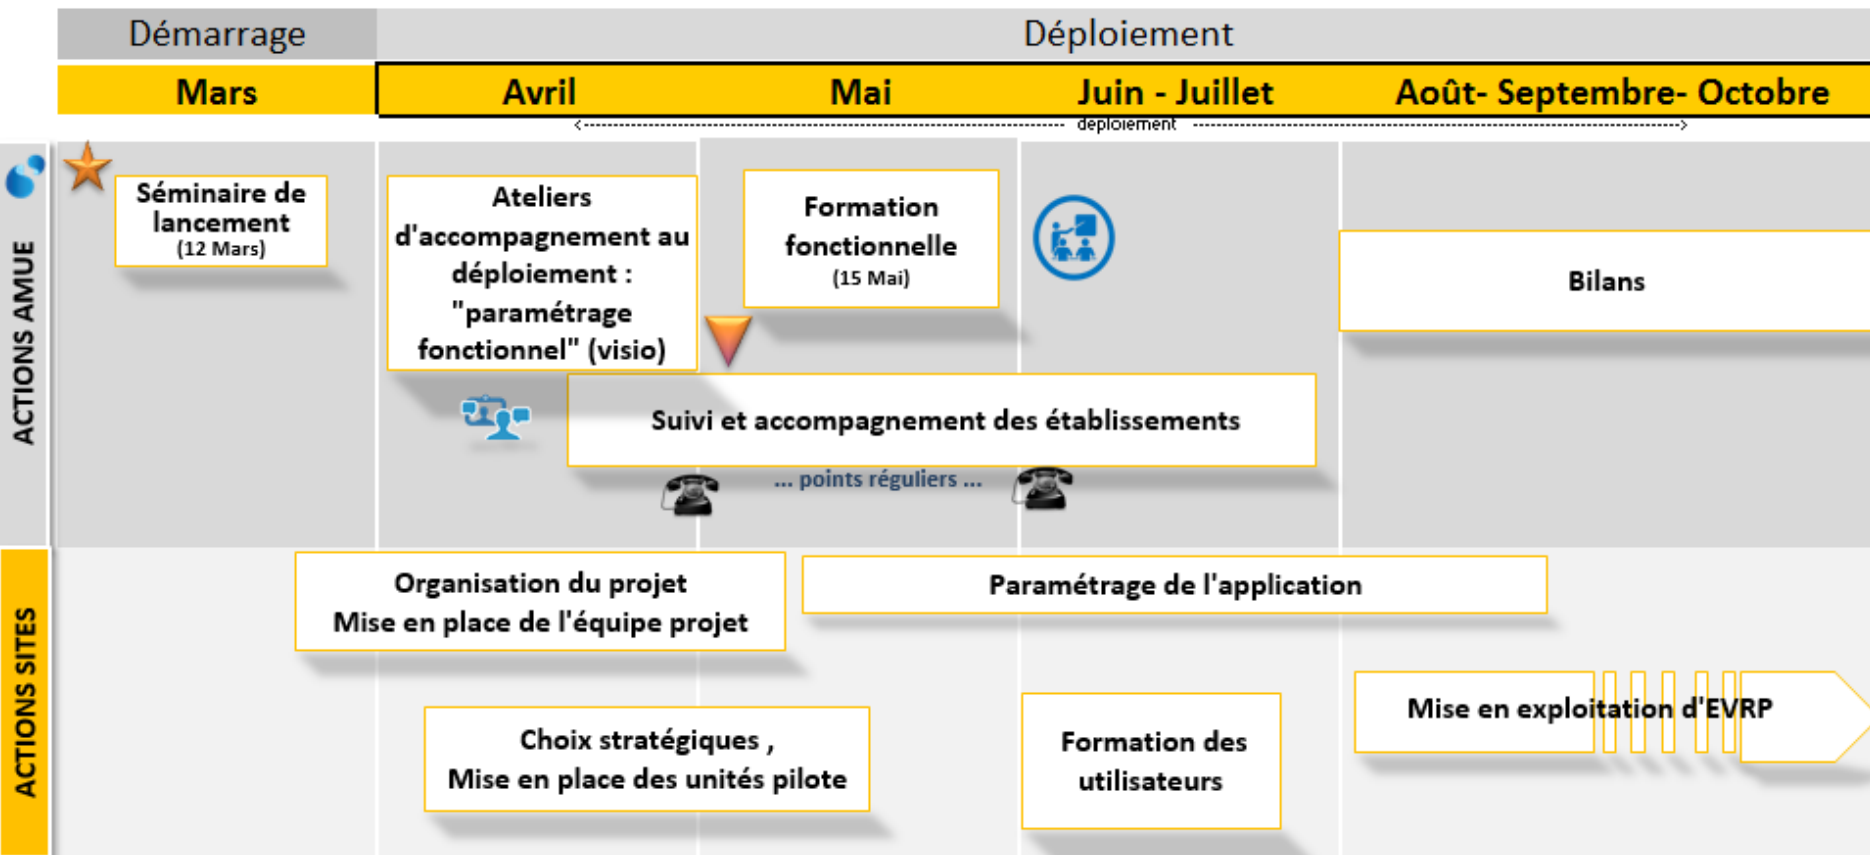 Démarrage
Déploiement
Mars
Avril
Mai
Juin - Juillet
Août- Septembre- Octobre
deploiement
ACTIONS AMUE
Séminaire de
lancement
(12 Mars)
Ateliers
d'accompagnement au
déploiement :
"paramétrage
fonctionnel" (visio)
Formation
fonctionnelle
(15 Mai)
Bilans
Suivi et accompagnement des établissements
... points réguliers ...
ACTIONS SITES
Organisation du projet
Mise en place de l'équipe projet
Paramétrage de l'application
Choix stratégiques ,
Mise en place des unités pilote
Formation des
utilisateurs
Mise en exploitation d'EVRP